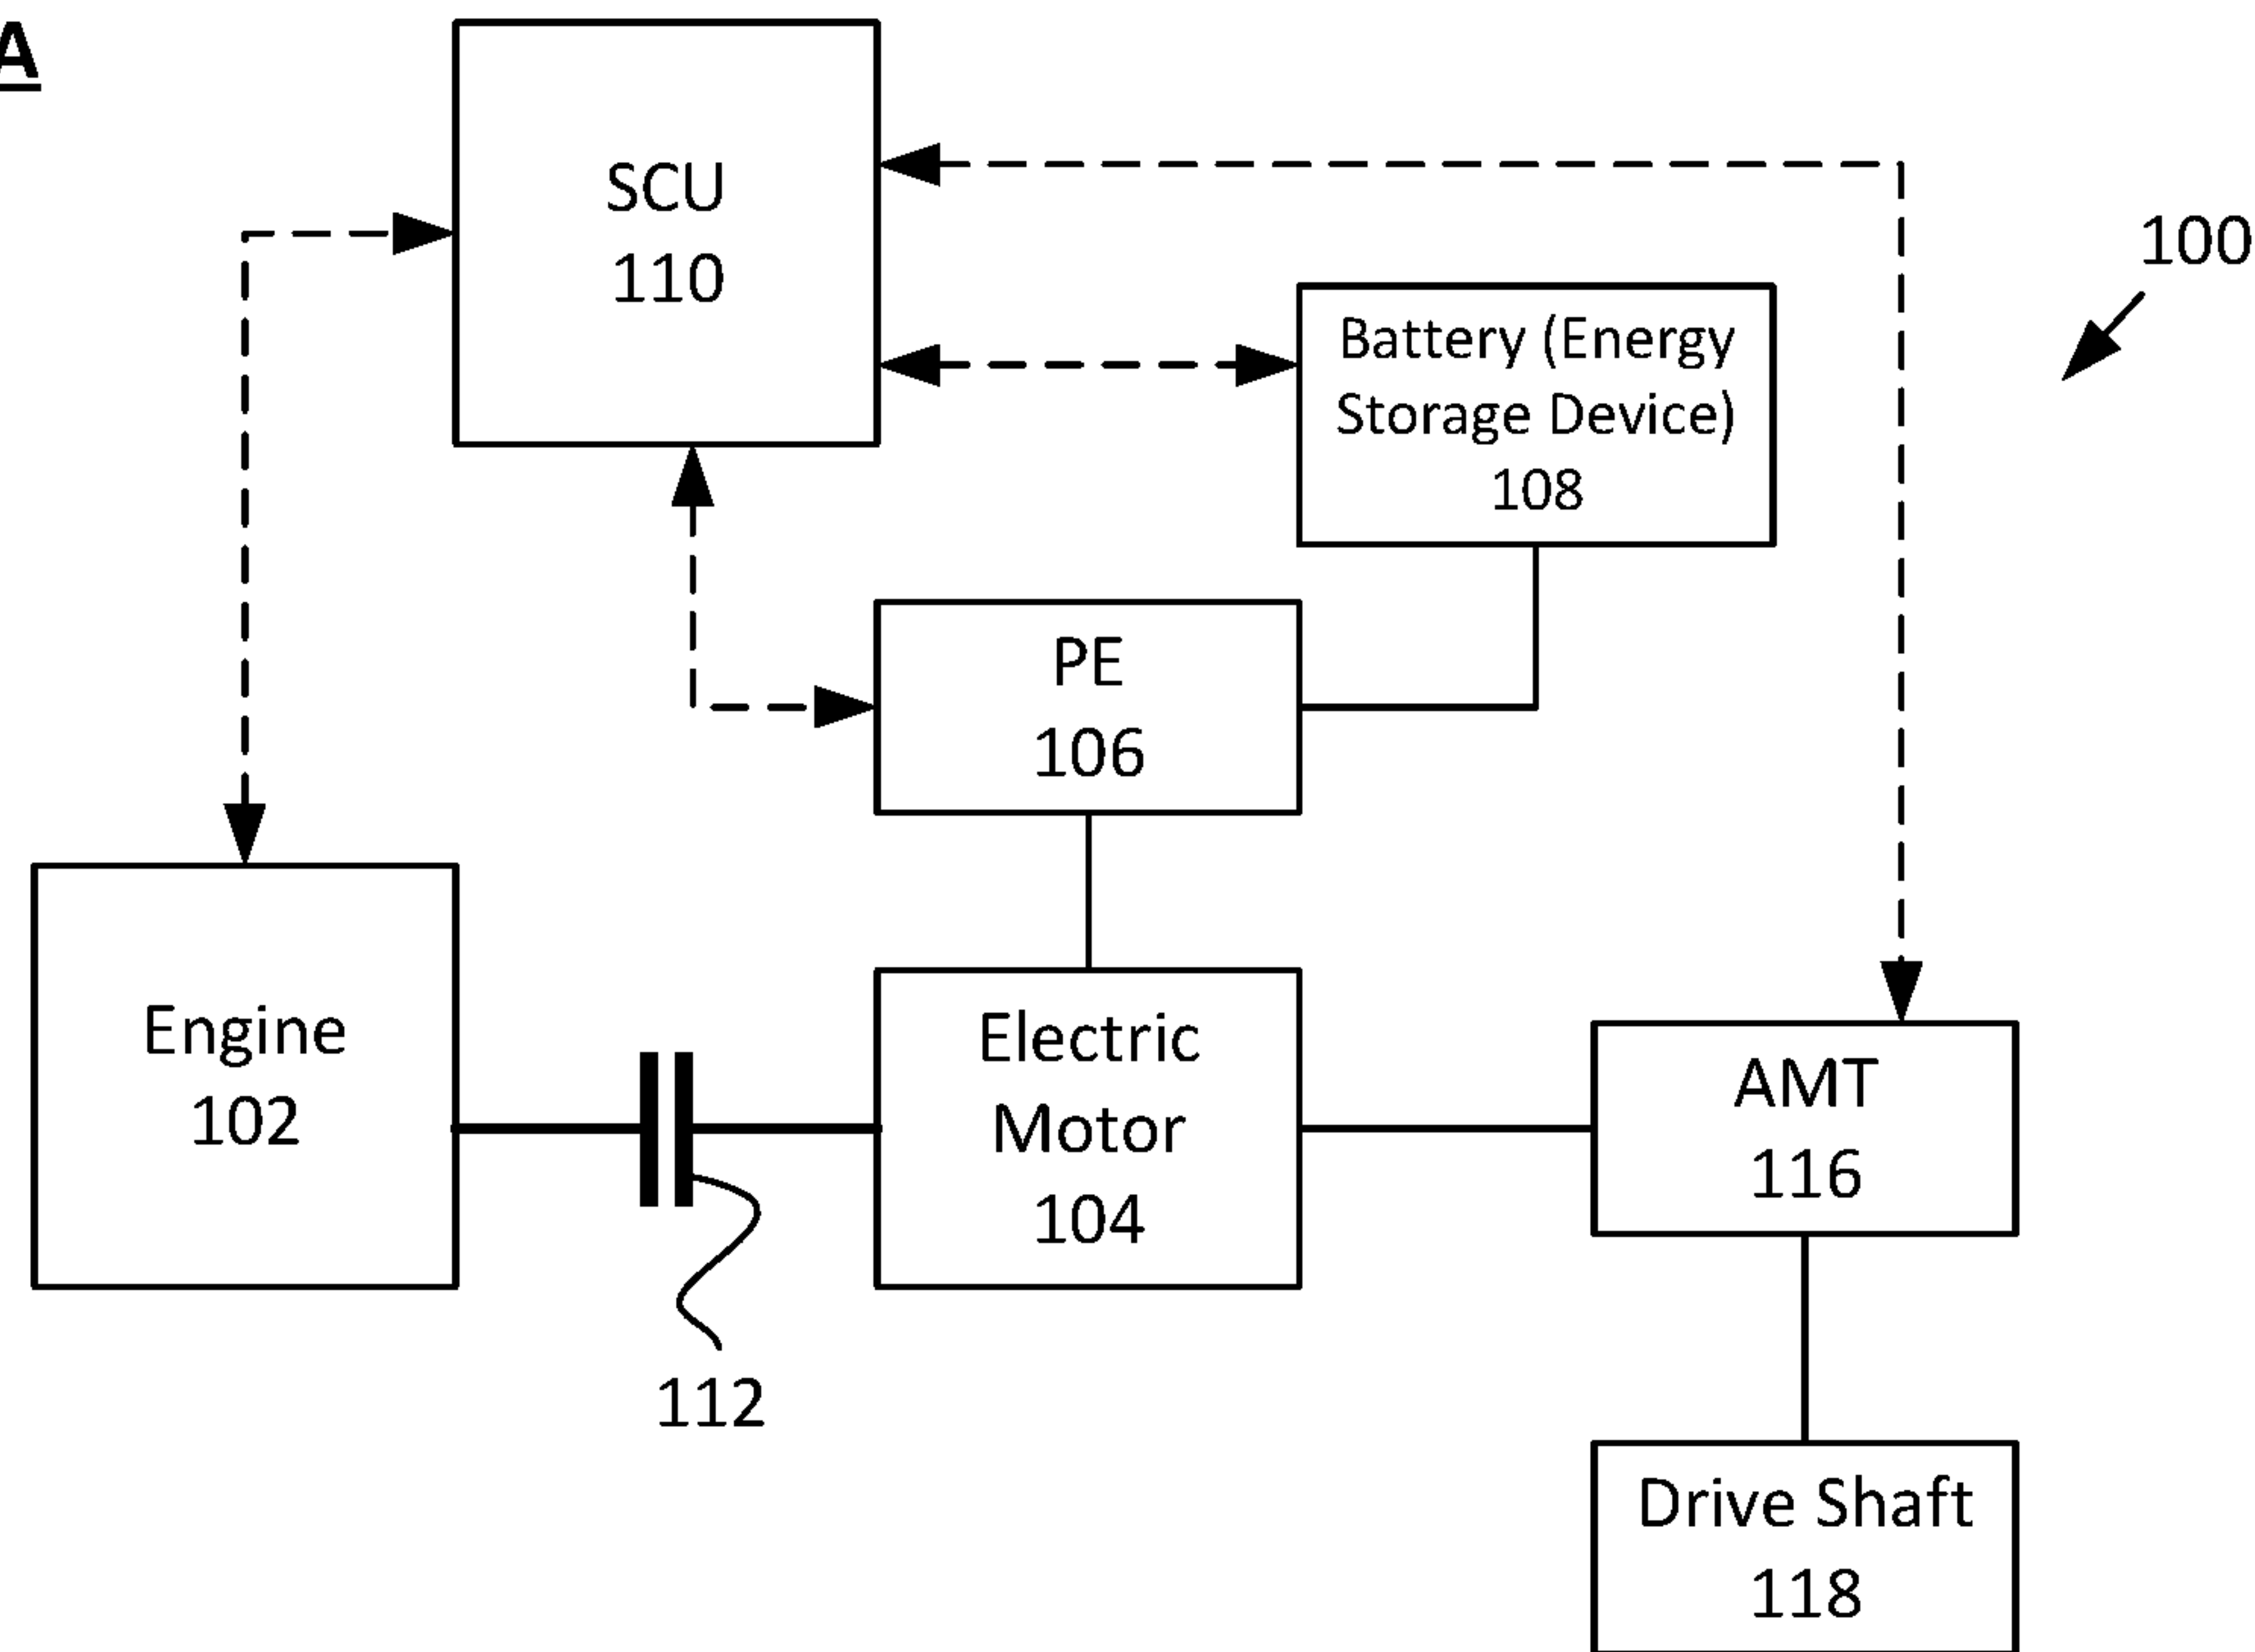 A
SCU
110
100
Battery (Energy
Storage Device)
108
PE
106
Engine
102
Electric
Motor
104
AMT
116
112
Drive Shaft
118